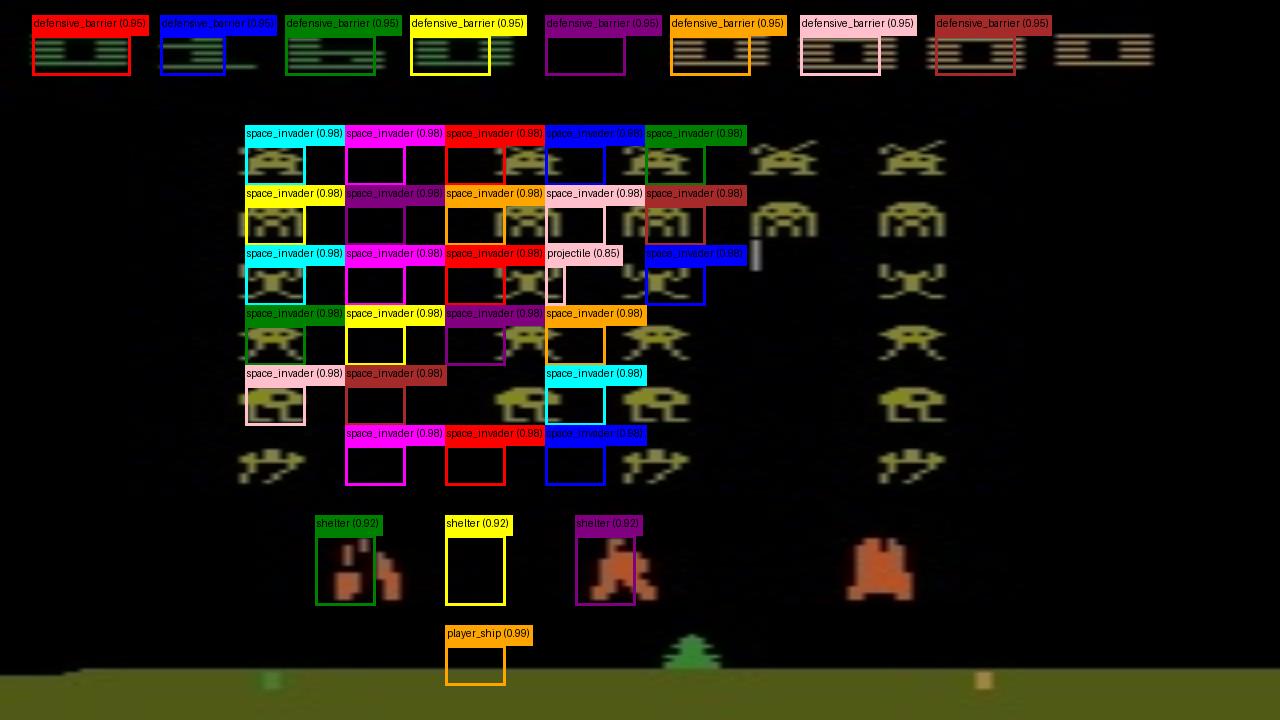 defensive_barrier (0.95) defensive_barrier (0.95) defensive_barrier (0.95) defensive_barrier (0.95) defensive_barrier (0.95) defensive_barrier (0.95) defensive_barrier (0.95) defensive_barrier (0.95)
space_invader (0.98) space_invader (0.98) space_invader (0.98) space_invader (0.98) space_invader (0.98)
space_invader (0.98) space_invader (0.98) space_invader (0.98) space_invader (0.98) space_invader (0.98)
space_invader (0.98) space_invader (0.98) space_invader (0.98) projectile (0.85) space_invader (0.98)
space_invader (0.98) space_invader (0.98) space_invader (0.98) space_invader (0.98)
space_invader (0.98) space_invader (0.98) space_invader (0.98)
space_invader (0.98) space_invader (0.98) space_invader (0.98)
shelter (0.92) shelter (0.92) shelter (0.92)
player_ship (0.99)